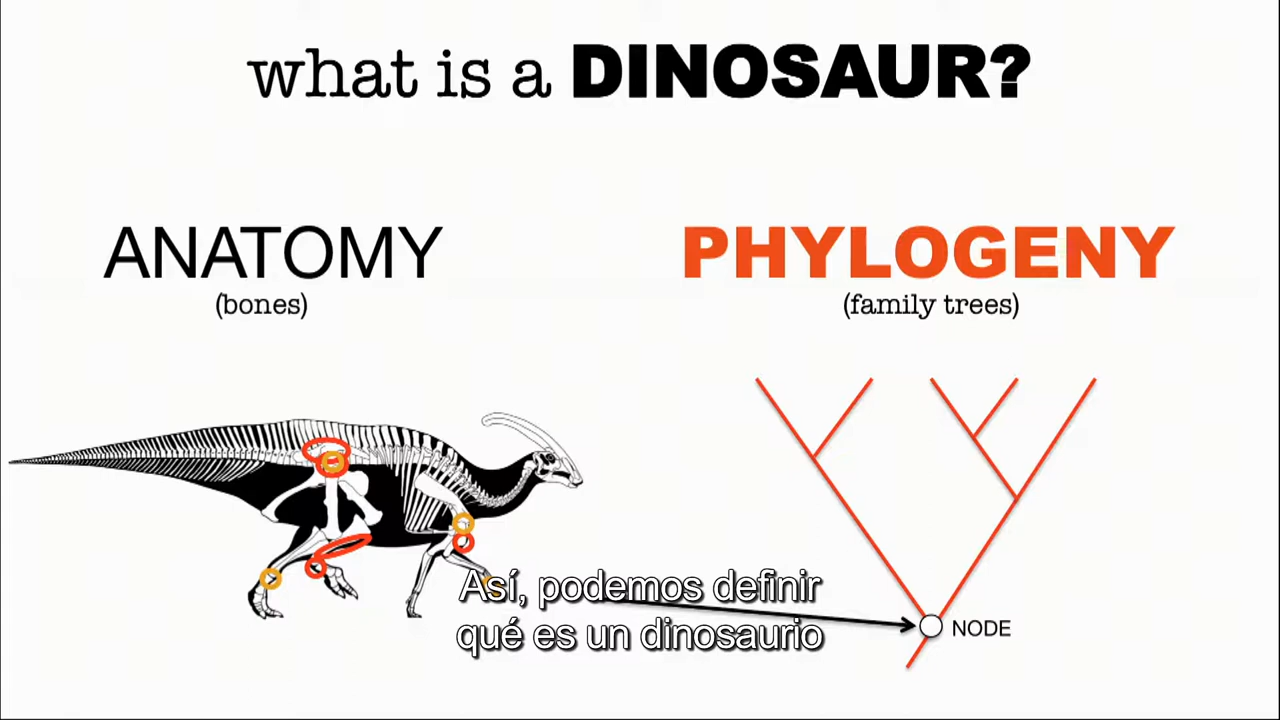 what is a DINOSAUR?
ANATOMY
(bones)
PHYLOGENY
(family trees)
NODE
Así, podemos definir
qué es un dinosaurio